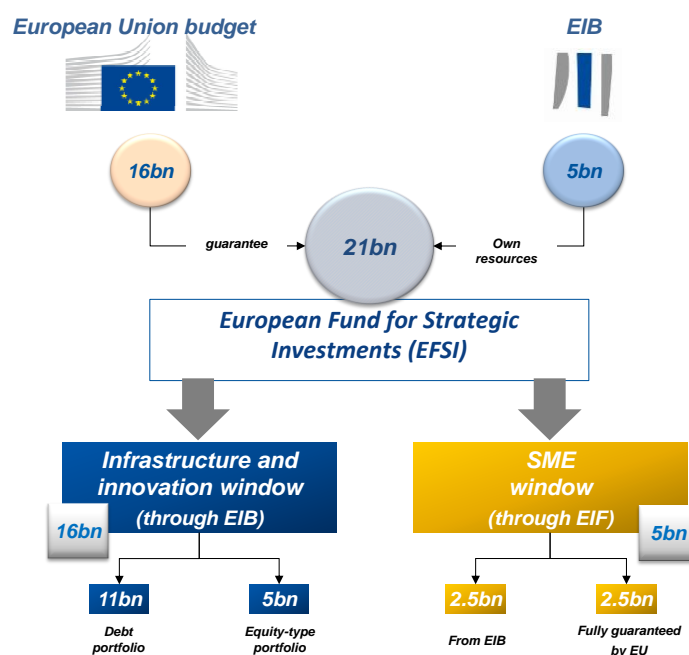 European Union budget
EIB
16bn
5bn
guarantee
21bn
Own
resources
European Fund for Strategic
Investments (EFSI)
Infrastructure and
innovation window
(through EIB)
16bn
SME
window
(through EIF)
5bn
11bn
5bn
2.5bn
2.5bn
Debt
portfolio
Equity-type
portfolio
From EIB
Fully guaranteed
by EU